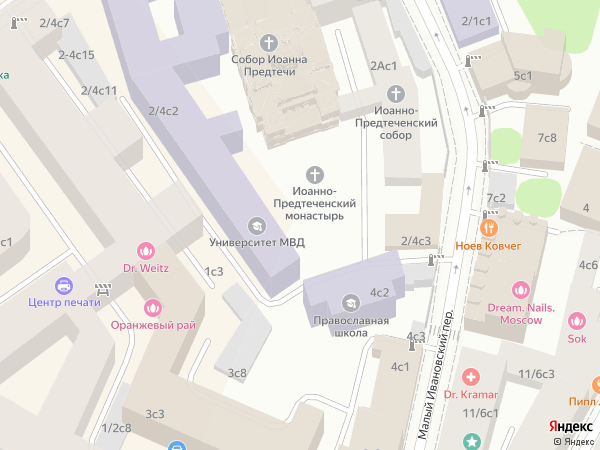 2/4с7
2-4с15
2/4с11
2/4с2
Собор Иоанна
Предтечи
2Ас1
2/1с1
5с1
Иоанно-
Предтеченский
собор
7с8
Иоанно-
Предтеченский
монастырь
7с2
4
Университет МВД
2/4с3
Ноев Ковчег
Dr. Weitz
1с3
4с6
Центр печати
4с2
Dream. Nails.
Moscow
Оранжевый рай
Православная
школа
Sok
4с3
Малый Ивановский пер.
3с8
4с1
11/6с3
Dr. Kramar
Пипл
3с3
11/6с1
1/2с8
Яндекс
© Яндекс